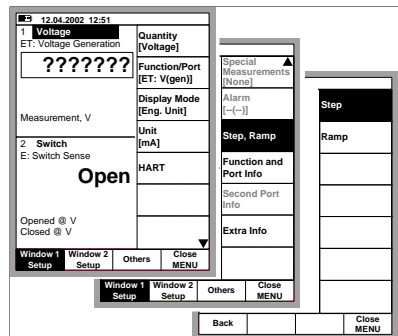 12.04.2002 12:51
1 Voltage
ET: Voltage Generation
???????
Measurement, V
2 Switch
E: Switch Sense
Open
Opened @ V
Closed @ V
Quantity
[Voltage]
Function/Port
[ET: V(gen)]
Display Mode
[Eng. Unit]
Unit
[mA]
HART
Window 1
Setup
Window 2
Setup
Others
Close
MENU
Special
Measurements
[None]
Alarm
[--(--)]
Step, Ramp
Function and
Port Info
Second Port
Info
Extra Info
Window 1
Setup
Window 2
Setup
Others
Close
MENU
Step
Ramp
Back
Close
MENU